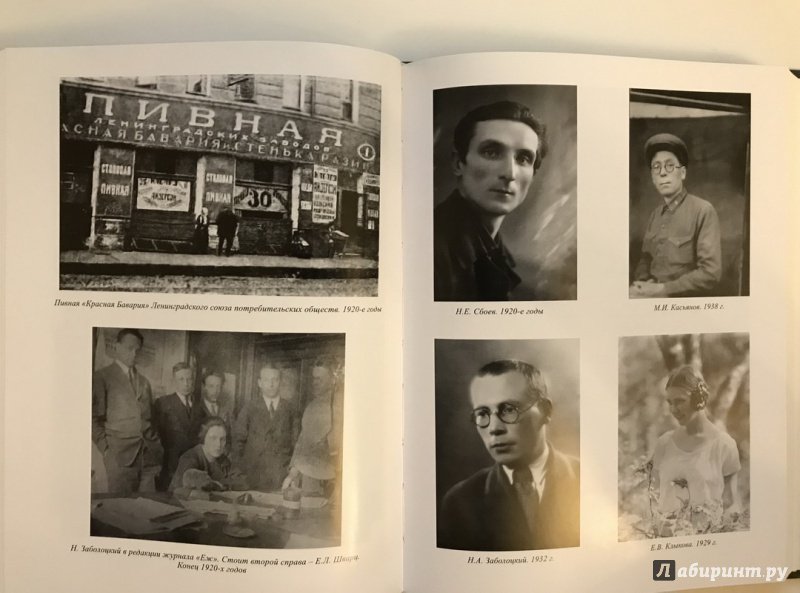 ПИВНАЯ
ЛЕНИНГРАДСКИХ ЗАВОДОВ
АСНАЯ БАВАРИЯ И СТЕНЬКА РАЗИН
1
СТОЛОВАЯ
ПИВНАЯ
СТОЛОВАЯ
ПИВНАЯ
30
Пивная «Красная Бавария» Ленинградского союза потребительских обществ. 1920-е годы
Н. Заболоцкий в редакции журнала «Еж». Стоит второй справа – Е.Л. Шварц.
Конец 1920-х годов
Н.Е. Сбоев. 1920-е годы
М.И. Касьянов. 1938 г.
Н.А. Заболоцкий. 1932 г.
Е.В. Клыкова. 1929 г.
Лабиринт.ру